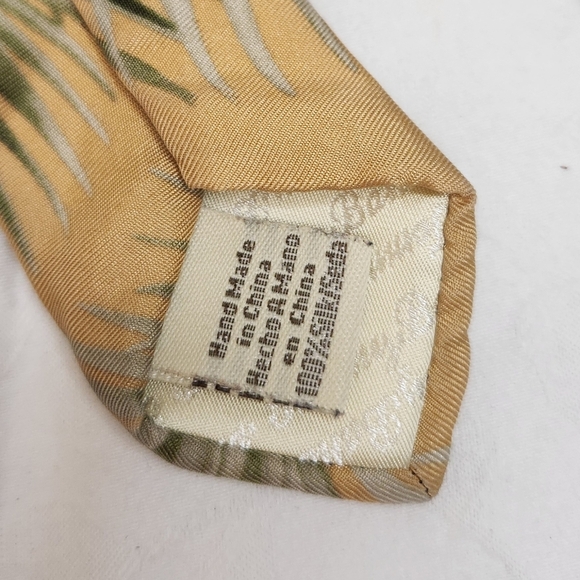 Hand Made
in China
Hecho A Mano
en China
100% Silk/Seda